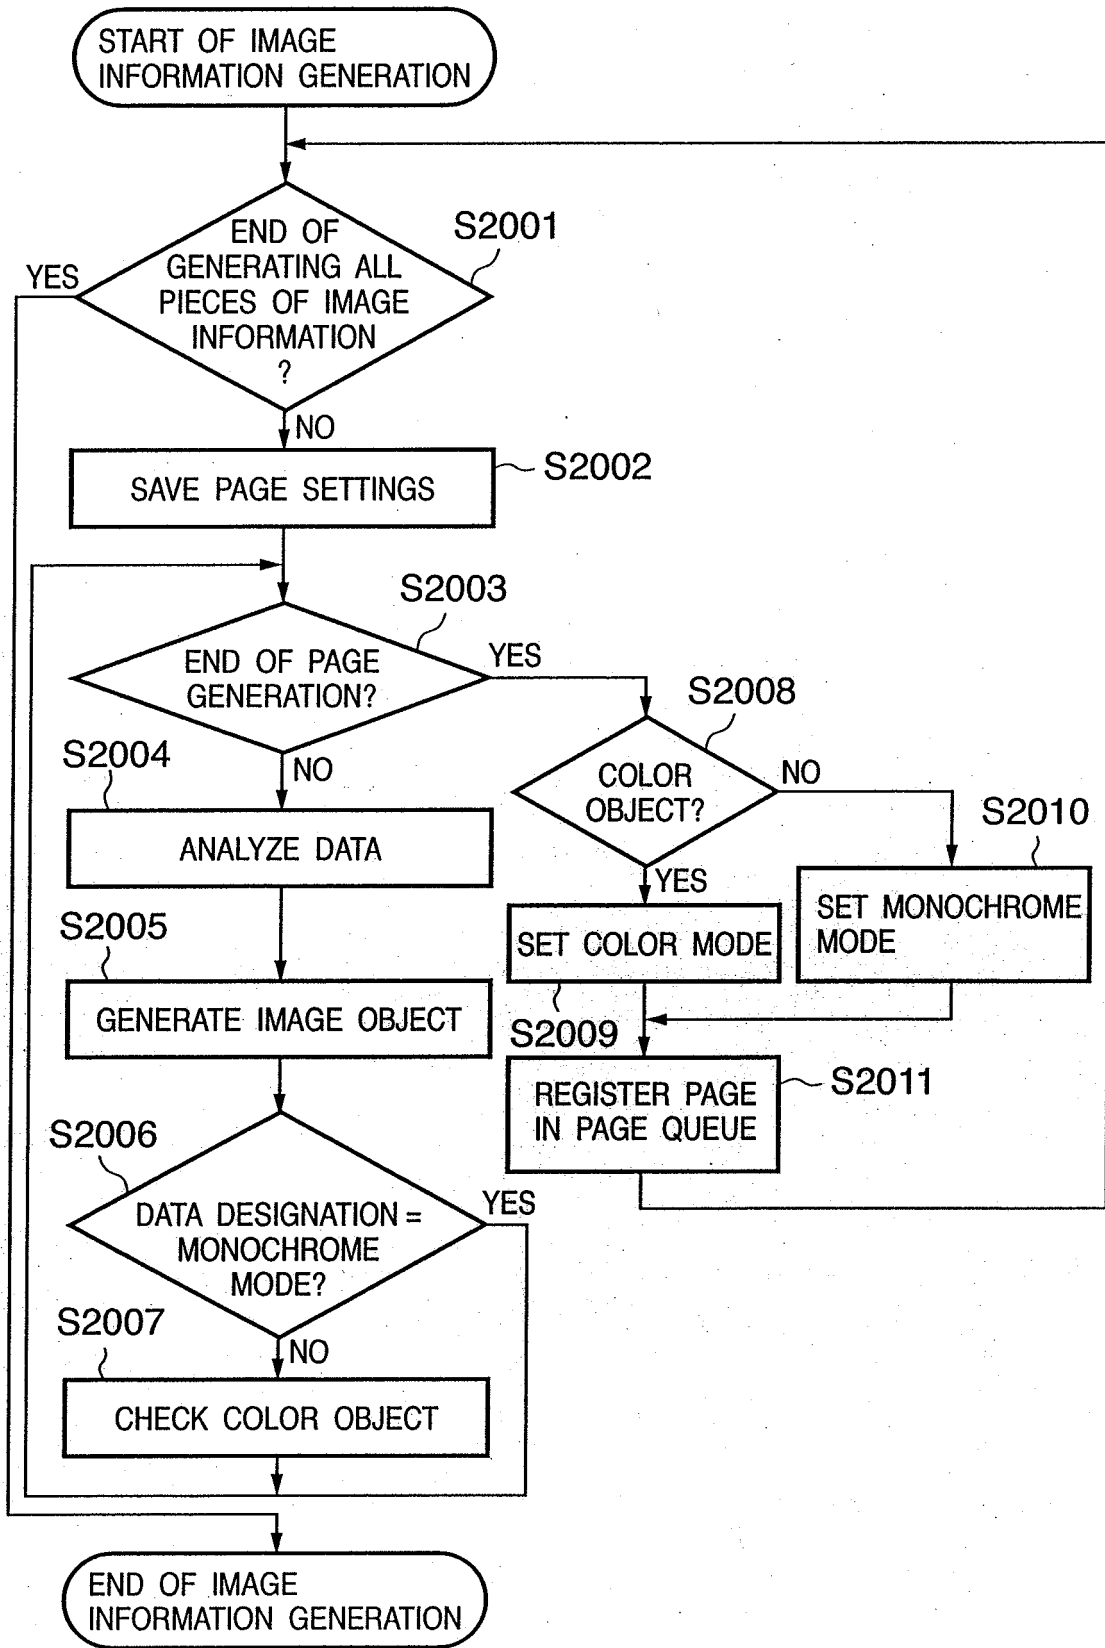 START OF IMAGE
INFORMATION GENERATION
S2001
END OF
GENERATING ALL
PIECES OF IMAGE
INFORMATION
?
YES
NO
S2002
SAVE PAGE SETTINGS
S2003
END OF PAGE
GENERATION?
YES
NO
S2004
ANALYZE DATA
S2005
GENERATE IMAGE OBJECT
S2006
DATA DESIGNATION =
MONOCHROME
MODE?
YES
NO
S2007
CHECK COLOR OBJECT
S2008
COLOR
OBJECT?
NO
YES
S2010
SET MONOCHROME
MODE
SET COLOR MODE
S2009
S2011
REGISTER PAGE
IN PAGE QUEUE
END OF IMAGE
INFORMATION GENERATION